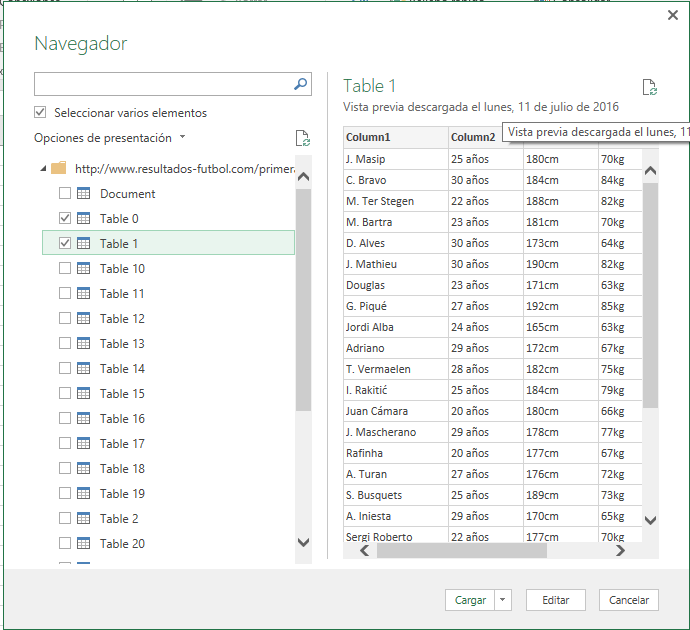 Navegador
Seleccionar varios elementos
Opciones de presentación
http://www.resultados-futbol.com/primer
Document
Table 0
Table 1
Table 10
Table 11
Table 12
Table 13
Table 14
Table 15
Table 16
Table 17
Table 18
Table 19
Table 2
Table 20
Table 1
Vista previa descargada el lunes, 11 de julio de 2016
Vista previa descargada el lunes, 11
Column1 Column2
J. Masip 25 años 180cm 70kg
C. Bravo 30 años 184cm 84kg
M. Ter Stegen 22 años 188cm 82kg
M. Bartra 23 años 181cm 70kg
D. Alves 30 años 173cm 64kg
J. Mathieu 30 años 190cm 82kg
Douglas 23 años 171cm 63kg
G. Piqué 27 años 192cm 85kg
Jordi Alba 24 años 165cm 63kg
Adriano 29 años 172cm 67kg
T. Vermaelen 28 años 182cm 75kg
I. Rakitić 25 años 184cm 79kg
Juan Cámara 20 años 180cm 66kg
J. Mascherano 29 años 178cm 77kg
Rafinha 20 años 177cm 67kg
A. Turan 27 años 176cm 72kg
S. Busquets 25 años 189cm 73kg
A. Iniesta 29 años 170cm 65kg
Sergi Roberto 22 años 177cm 70kg
Cargar Editar Cancelar